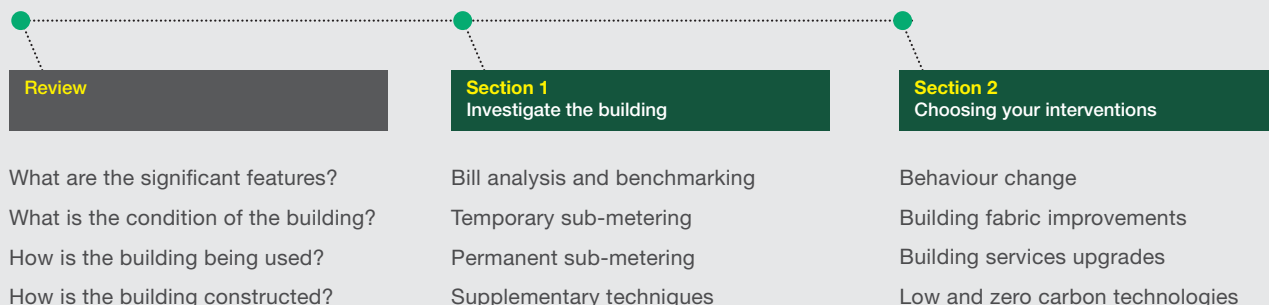 Review
What are the significant features?
What is the condition of the building?
How is the building being used?
How is the building constructed?
Section 1
Investigate the building
Bill analysis and benchmarking
Temporary sub-metering
Permanent sub-metering
Supplementary techniques
Section 2
Choosing your interventions
Behaviour change
Building fabric improvements
Building services upgrades
Low and zero carbon technologies